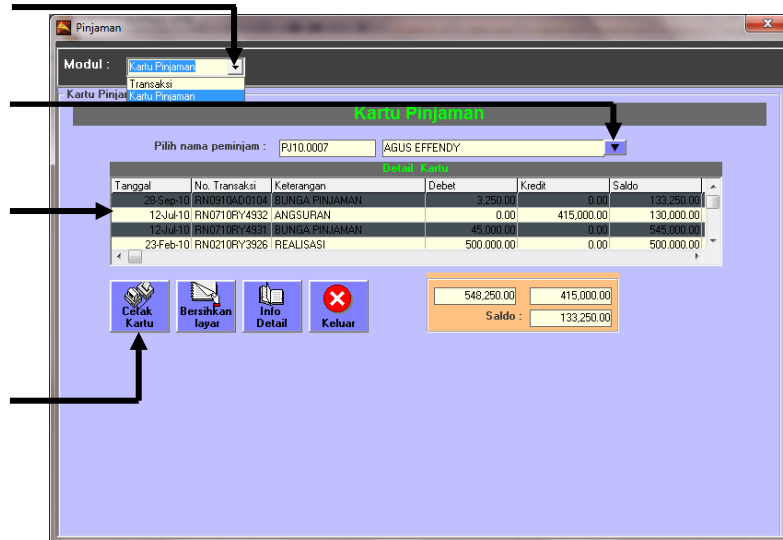 Pinjaman
Modul : Kartu Pinjaman
Transaksi
Kartu Pinjaman
Kartu Pinjar
Kartu Pinjaman
Pilih nama peminjam : PJ10.0007 AGUS EFFENDY
Detail Kartu
Tanggal No. Transaksi Keterangan Debet Kredit Saldo
28-Sep-10 RN0910AD0104 BUNGA PINJAMAN 3,250.00 0.00 133,250.00
12-Jul-10 RN0710RY4932 ANGSURAN 0.00 415,000.00 130,000.00
12-Jul-10 RN0710RY4931 BUNGA PINJAMAN 45,000.00 0.00 545,000.00
23-Feb-10 RN0210RY3926 REALISASI 500.000.00 0.00 500.000.00
Cetak Kartu
Bersihkan layar
Info Detail
Keluar
548,250.00 415,000.00
Saldo : 133,250.00